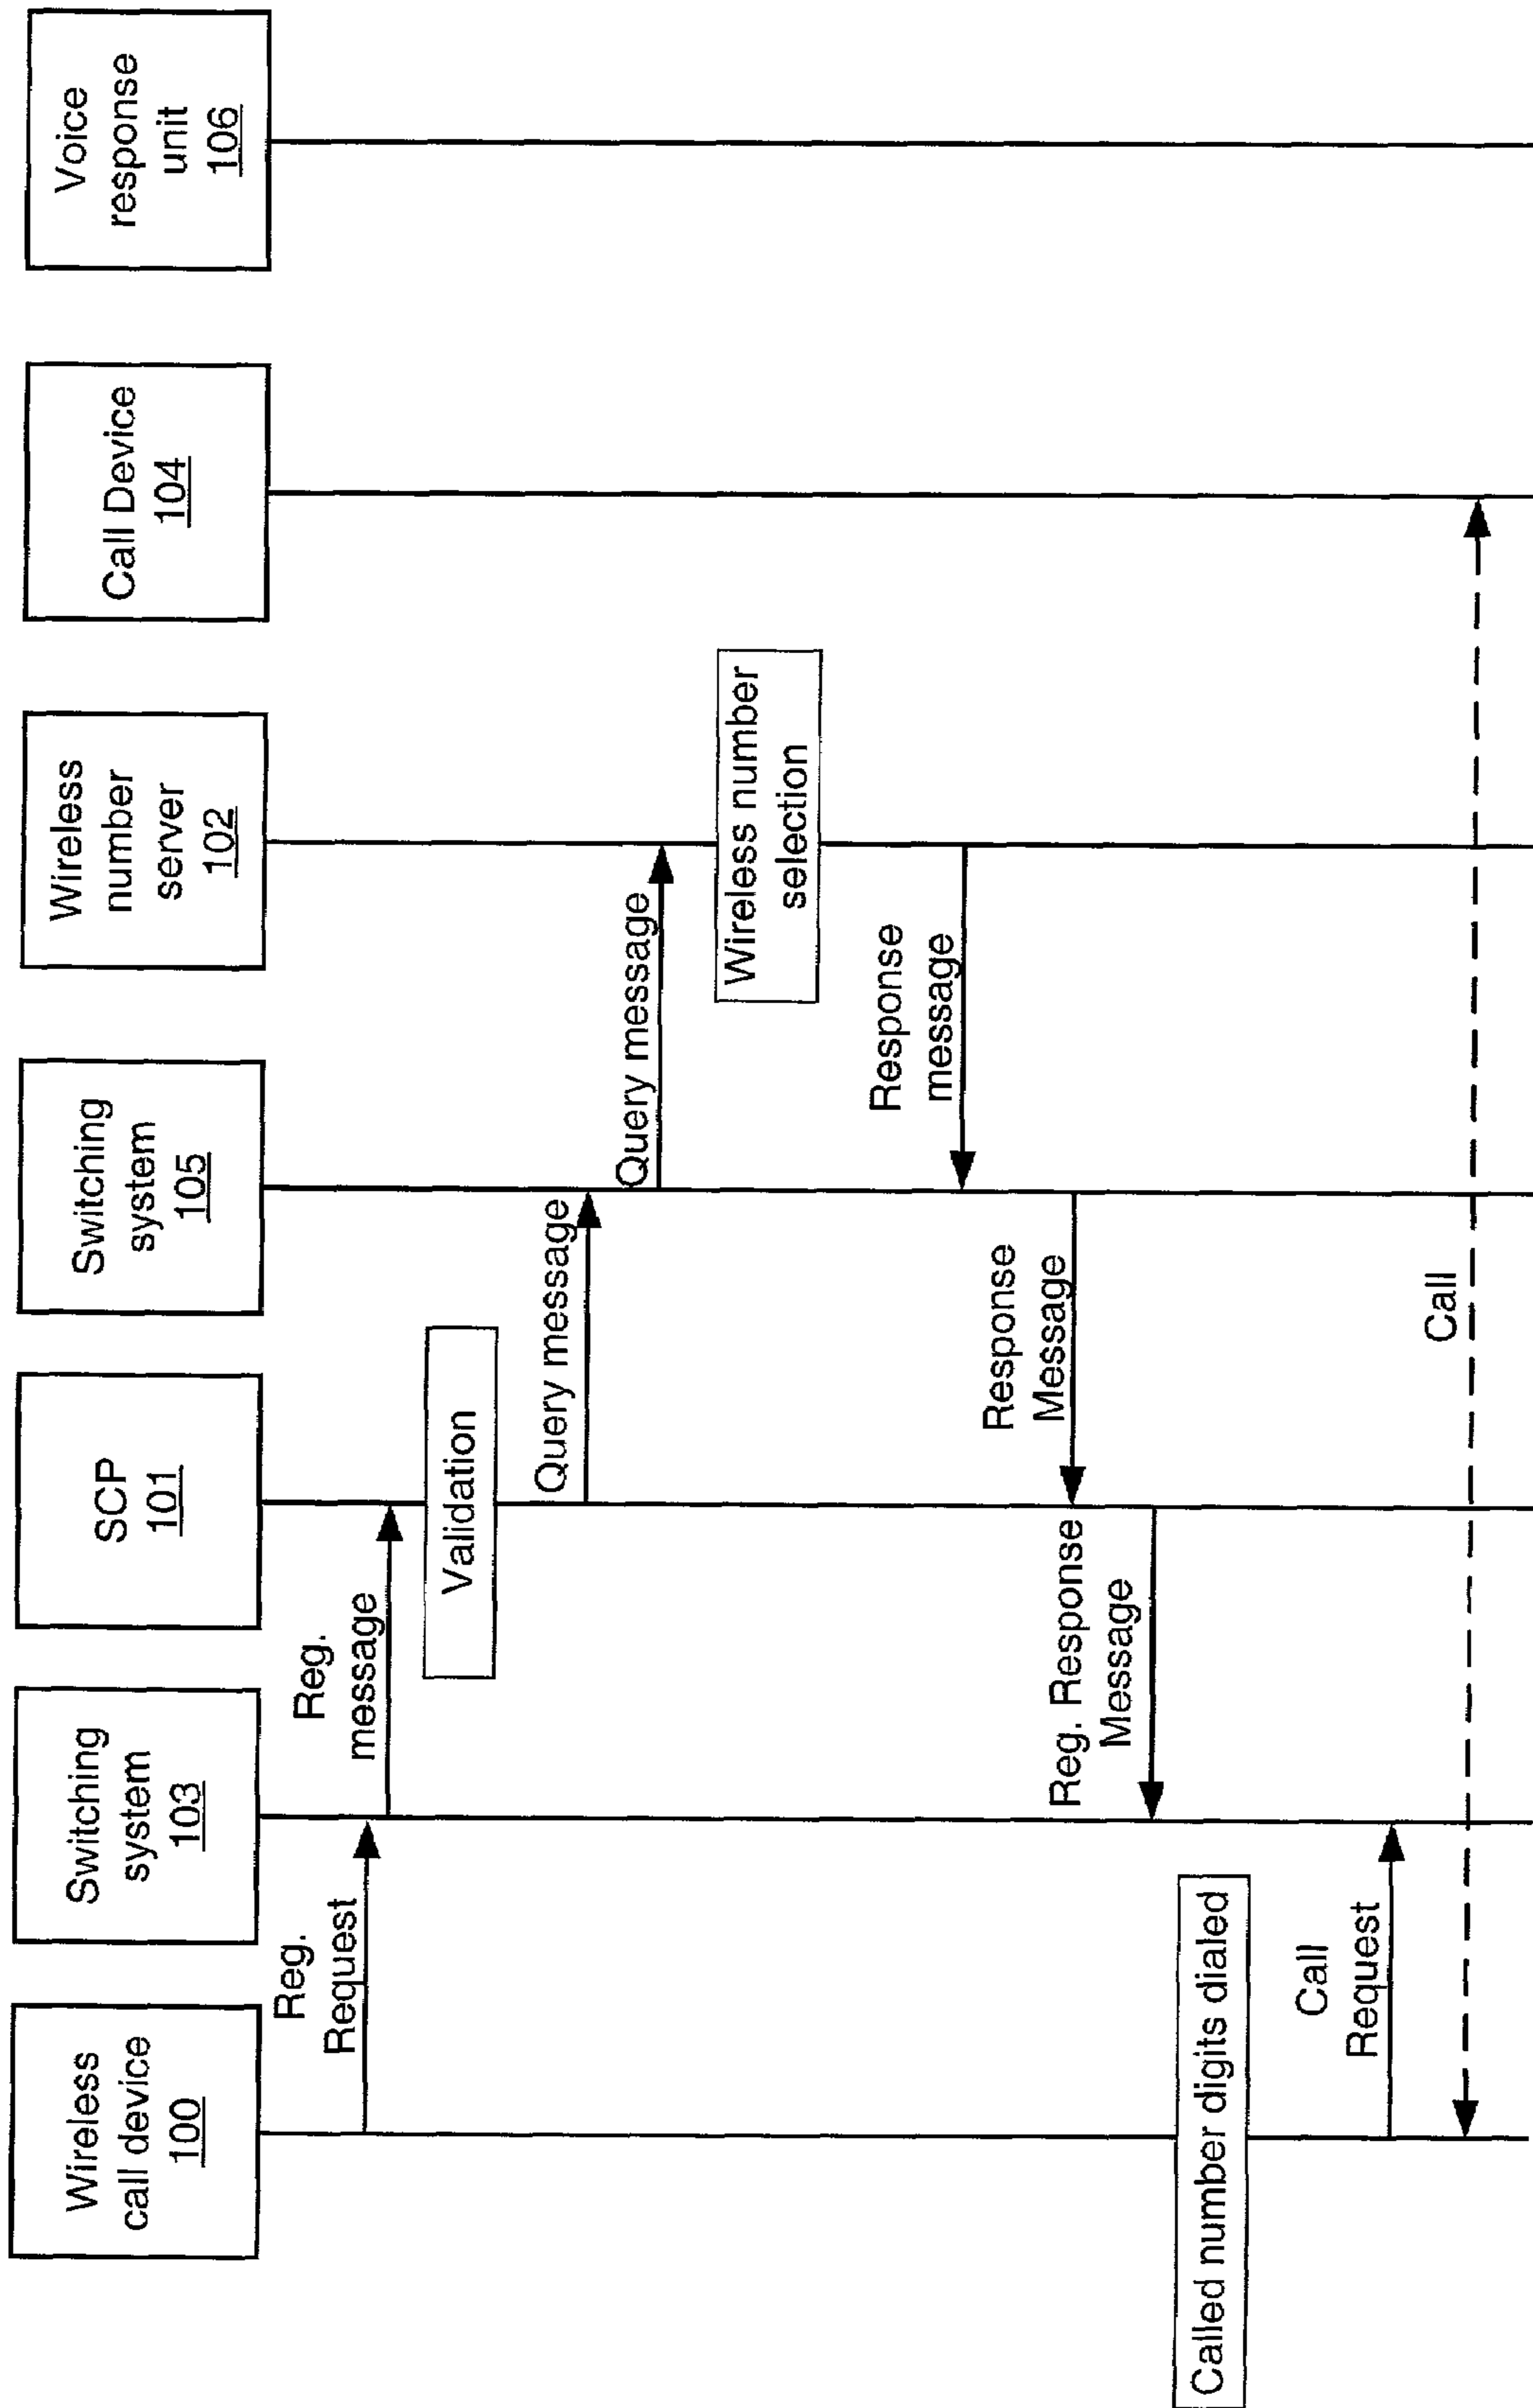 Wireless
call device
100
Switching
system
103
SCP
101
Switching
system
105
Wireless
number
server
102
Call Device
104
Voice
response
unit
106
Reg.
Request
Reg.
message
Validation
Query message
Query message
Wireless number
selection
Response
message
Response
Message
Reg. Response
Message
Called number digits dialed
Call
Request
Call